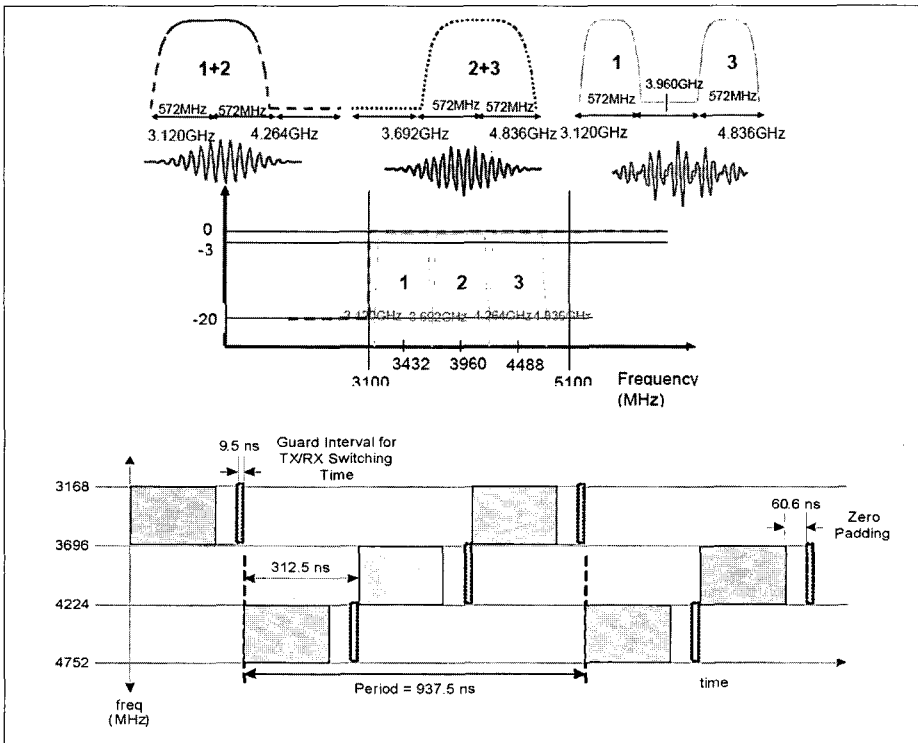 1+2
2+3
1
3
3.960GHz
572MHz 572MHz
572MHz 572MHz
572MHz
572MHz
3.120GHz 4.264GHz
3.692GHz 4.836GHz
3.120GHz 4.836GHz
0
-3
1 2 3
-20
3432 3960 4488
3100 5100 Frequency
(MHz)
9.5 ns Guard Interval for
TX/RX Switching
Time
3168
60.6 ns Zero
Padding
3696
312.5 ns
4224
4752
Period = 937.5 ns time
freq
(MHz)